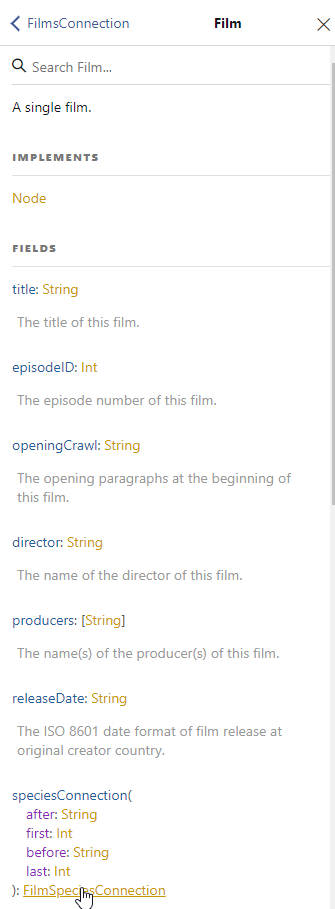 FilmsConnection Film
Search Film...
A single film.
IMPLEMENTS
Node
FIELDS
title: String
The title of this film.
episodeID: Int
The episode number of this film.
openingCrawl: String
The opening paragraphs at the beginning of
this film.
director: String
The name of the director of this film.
producers: [String]
The name(s) of the producer(s) of this film.
releaseDate: String
The ISO 8601 date format of film release at
original creator country.
speciesConnection(
after: String
first: Int
before: String
last: Int
): FilmSpeciesConnection